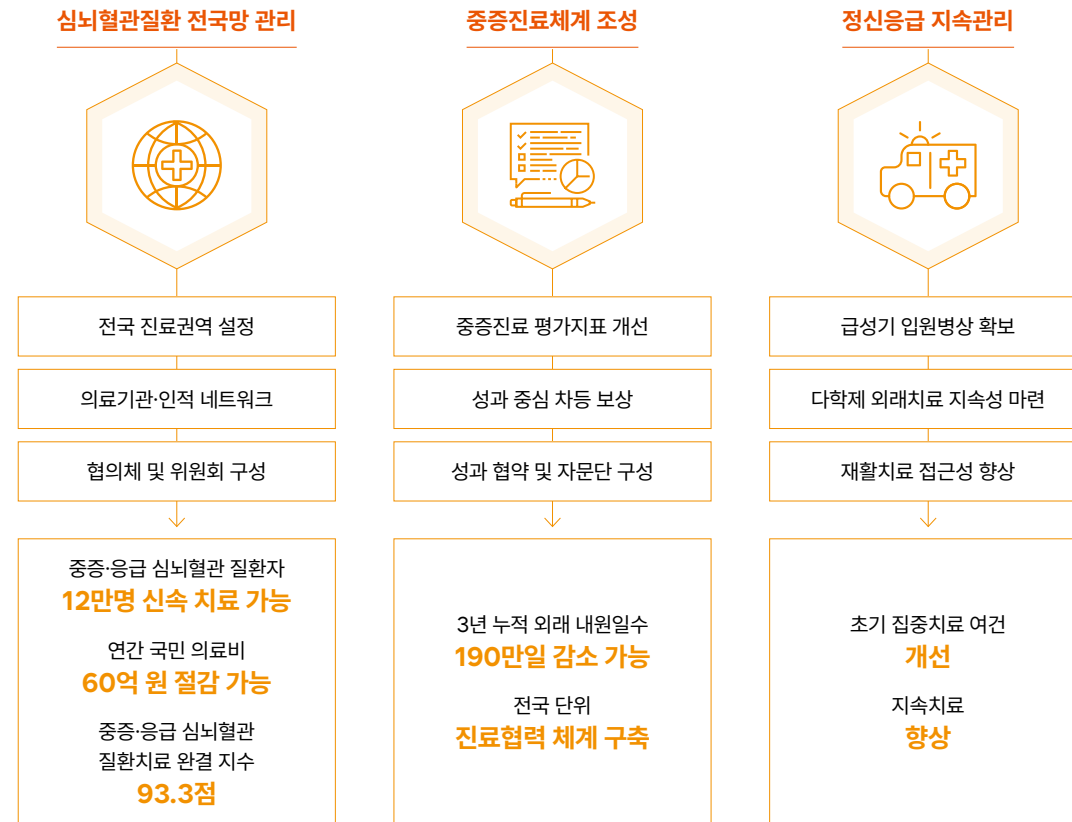 심뇌혈관질환 전국망 관리
전국 진료권역 설정
의료기관·인적 네트워크
협의체 및 위원회 구성
중증·응급 심뇌혈관 질환자
12만명 신속 치료 가능
연간 국민 의료비
60억 원 절감 가능
중증·응급 심뇌혈관
질환치료 완결 지수
93.3점
중증진료체계 조성
중증진료 평가지표 개선
성과 중심 차등 보상
성과 협약 및 자문단 구성
3년 누적 외래 내원일수
190만일 감소 가능
전국 단위
진료협력 체계 구축
정신응급 지속관리
급성기 입원병상 확보
다학제 외래치료 지속성 마련
재활치료 접근성 향상
초기 집중치료 여건
개선
지속치료
향상